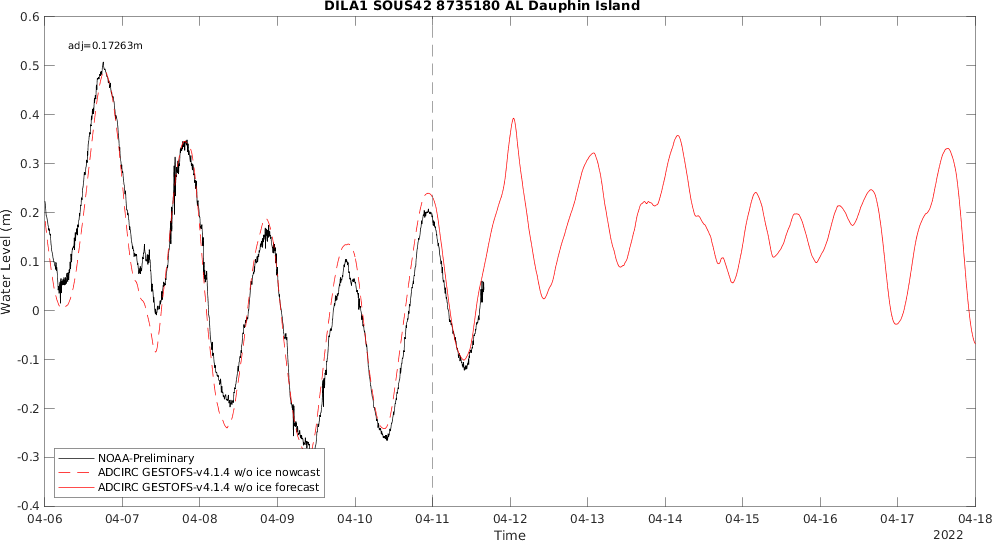 DILA1 SOUS42 8735180 AL Dauphin Island
adj=0.17263m
0.6
0.5
0.4
0.3
0.2
0.1
0
-0.1
-0.2
-0.3
-0.4
Water Level (m)
NOAA-Preliminary
ADCIRC GESTOFS-v4.1.4 w/o ice nowcast
ADCIRC GESTOFS-v4.1.4 w/o ice forecast
04-06 04-07 04-08 04-09 04-10 04-11 04-12 04-13 04-14 04-15 04-16 04-17 04-18
Time
2022